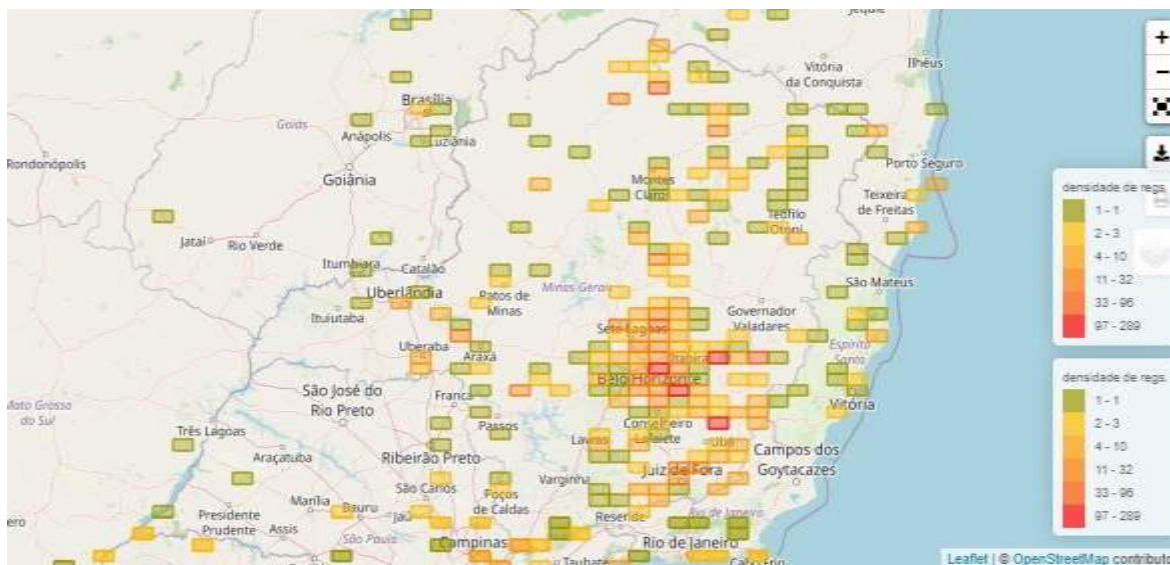 Jequié
Ilhéus
Vitória
da Conquista
+
−
Brasília
Goiás
Anápolis
Luziânia
Rondonópolis
Goiânia
Porto Seguro
Montes
Claros
Teixeira
de Freitas
densidade de regs.
1 - 1
2 - 3
4 - 10
11 - 32
33 - 96
97 - 289
Jataí
Rio Verde
Teófilo
Otoni
Itumbiara
Catalão
Uberlândia
Ituiutaba
Patos de
Minas
Minas Gerais
São Mateus
Governador
Valadares
Sete Lagoas
Espírito
Santo
Uberaba
Araxá
Itabira
Belo Horizonte
São José do
Rio Preto
Franca
Passos
Vitória
densidade de regs.
1 - 1
2 - 3
4 - 10
11 - 32
33 - 96
97 - 289
Mato Grosso
do Sul
Três Lagoas
Araçatuba
Ribeirão Preto
Lavras
Conselheiro
Lafaiete
Ubá
Juiz de Fora
Campos dos
Goytacazes
Varginha
Presidente
Prudente
Marília
Assis
Bauru
Jaú
São Carlos
Poços
de Caldas
Resende
Rio de Janeiro
São Paulo
Campinas
Taubaté
Rio de Janeiro
Cabo Frio
Leaflet | © OpenStreetMap contributo